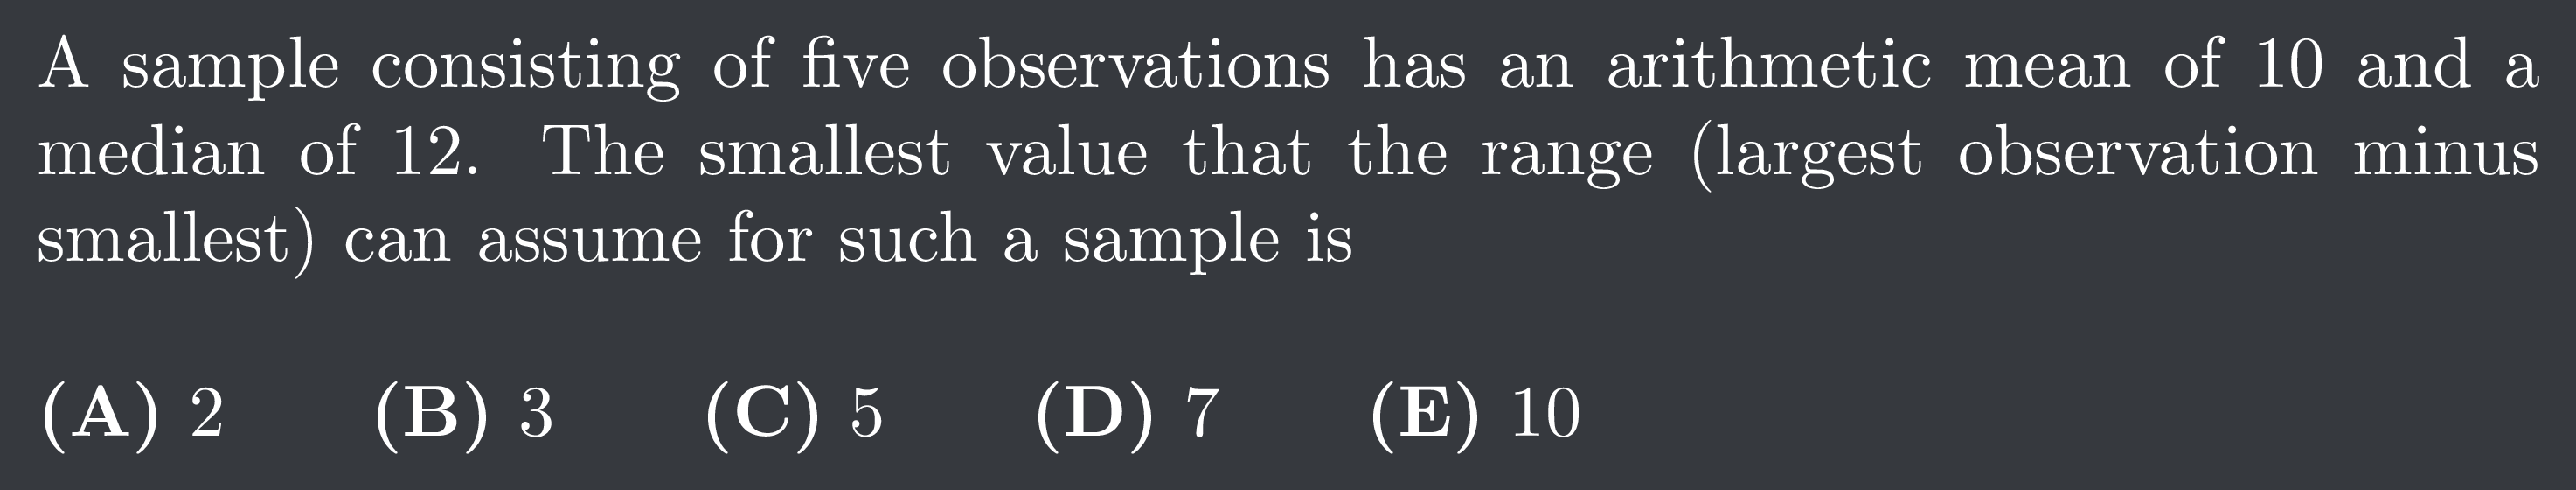 A sample consisting of five observations has an arithmetic mean of 10 and a
median of 12. The smallest value that the range (largest observation minus
smallest) can assume for such a sample is
(A) 2 (B) 3 (C) 5 (D) 7 (E) 10